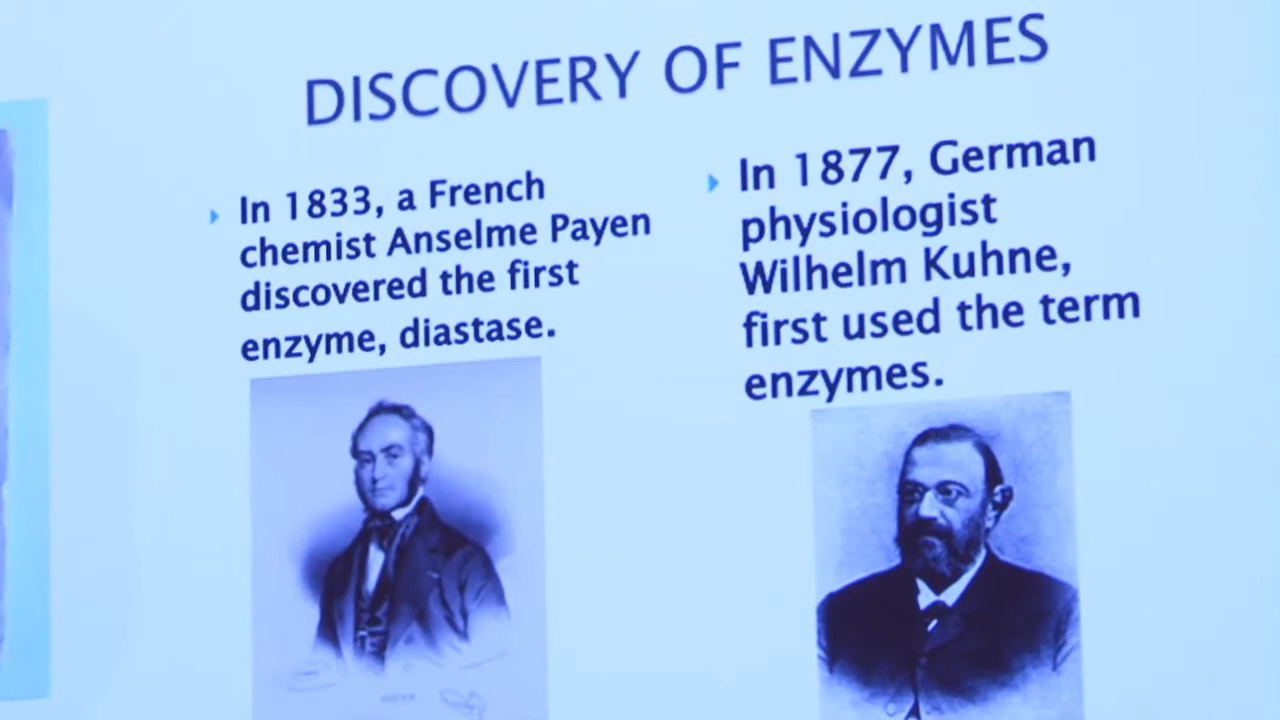 DISCOVERY OF ENZYMES
In 1833, a French
chemist Anselme Payen
discovered the first
enzyme, diastase.
In 1877, German
physiologist
Wilhelm Kuhne,
first used the term
enzymes.